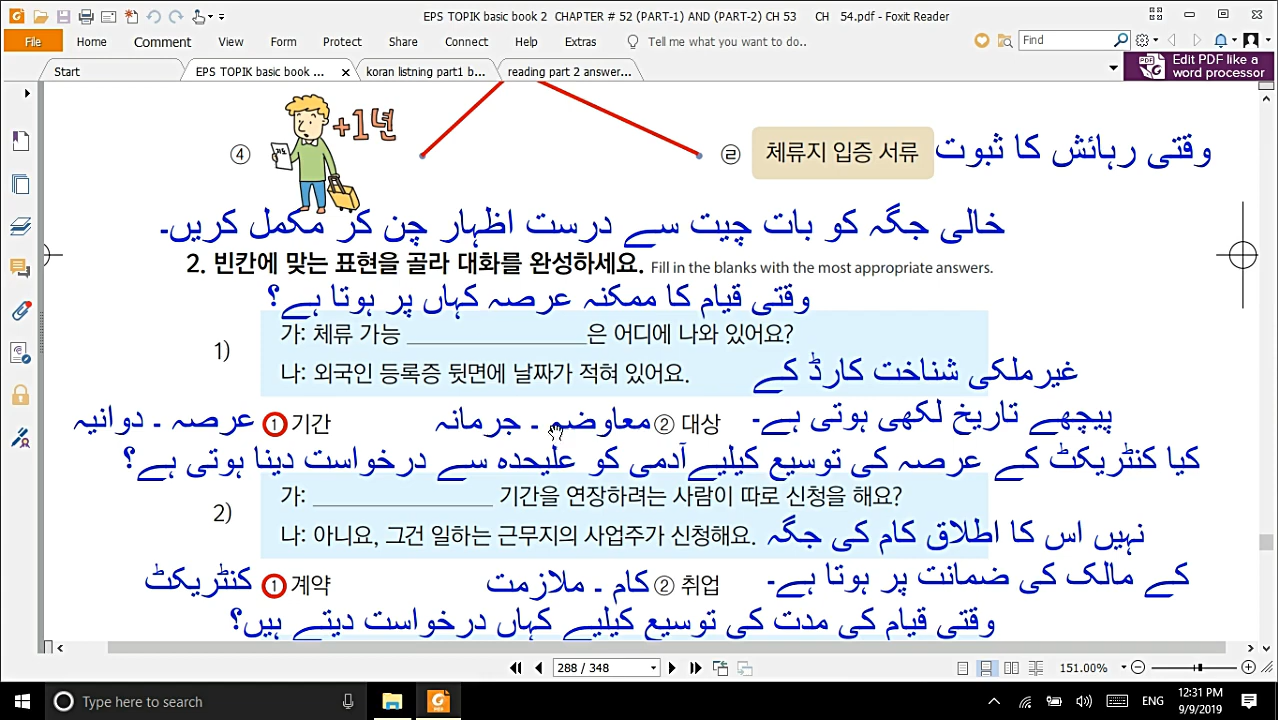 EPS TOPIK basic book 2 CHAPTER # 52 (PART-1) AND (PART-2) CH 53 CH 54.pdf - Foxit Reader
File Home Comment View Form Protect Share Connect Extras Tell me what you want to do.. Find
Start EPS TOPIK basic book ... koran listning part1 b... reading part 2 answer... Edit PDF like a
word processor
④ +1년 ㉣ 체류지 입증 서류 وقتی رہائش کا ثبوت
خالی جگہ کو بات چیت سے درست اظہار چن کر مکمل کریں۔
2. 빈칸에 맞는 표현을 골라 대화를 완성하세요. Fill in the blanks with the most appropriate answers.
وقتی قیام کا ممکنہ عرصہ کہاں پر ہوتا ہے؟
1)
가: 체류 가능 ________________은 어디에 나와 있어요?
나: 외국인 등록증 뒷면에 날짜가 적혀 있어요. غیرملکی شناخت کارڈ کے
پیچھے تاریخ لکھی ہوتی ہے۔
① 기간 عرصہ ۔ دوانیہ ② 대상 معاوضہ ۔ جرمانہ
کیا کنٹریکٹ کے عرصہ کی توسیع کیلیےآدمی کو علیحدہ سے درخواست دینا ہوتی ہے؟
2)
가: ________________ 기간을 연장하려는 사람이 따로 신청을 해요?
나: 아니요, 그건 일하는 근무지의 사업주가 신청해요. نہیں اس کا اطلاق کام کی جگہ
کے مالک کی ضمانت پر ہوتا ہے۔
① 계약 کنٹریکٹ ② 취업 کام ۔ ملازمت
وقتی قیام کی مدت کی توسیع کیلیے کہاں درخواست دیتے ہیں؟
288 / 348 151.00%
Type here to search ENG 12:31 PM
9/9/2019